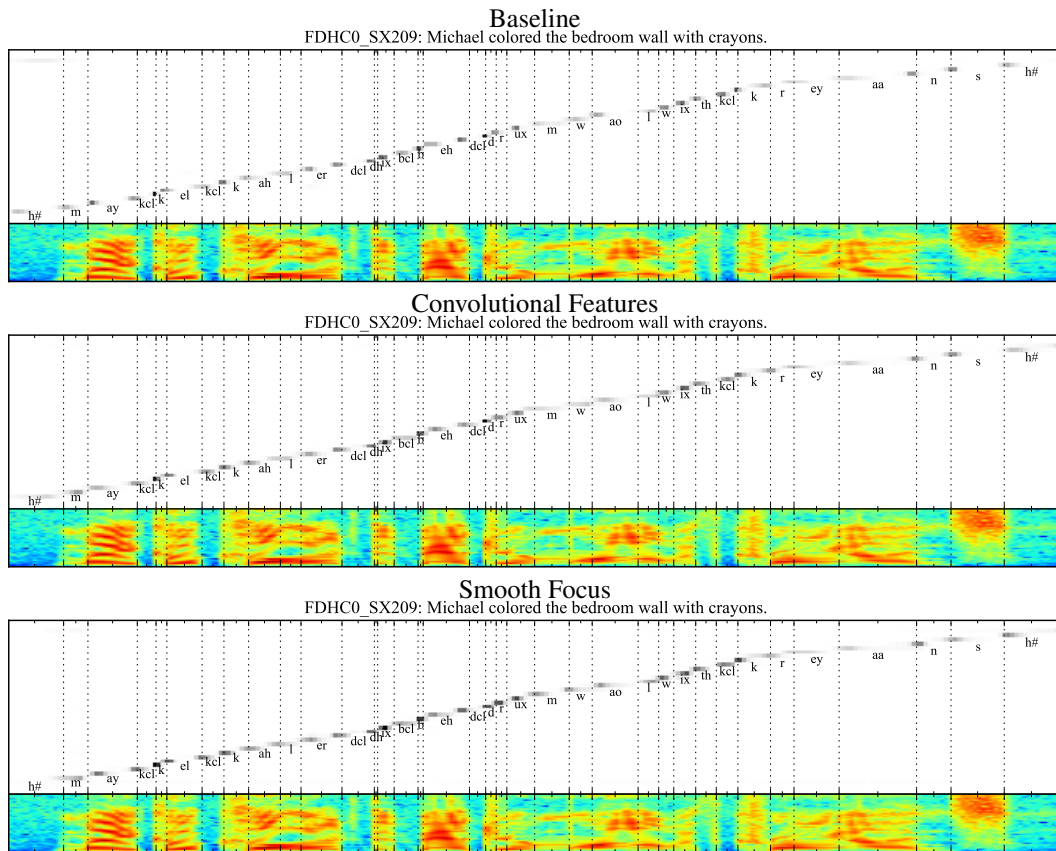 Baseline
FDHC0_SX209: Michael colored the bedroom wall with crayons.
h# m ay kcl k el kcl k ah l er dcl dh ix bcl b eh dcl d r ux m w ao l w ix th kcl k r ey aa n s h#
Convolutional Features
FDHC0_SX209: Michael colored the bedroom wall with crayons.
h# m ay kcl k el kcl k ah l er dcl dh ix bcl b eh dcl d r ux m w ao l w ix th kcl k r ey aa n s h#
Smooth Focus
FDHC0_SX209: Michael colored the bedroom wall with crayons.
h# m ay kcl k el kcl k ah l er dcl dh ix bcl b eh dcl d r ux m w ao l w ix th kcl k r ey aa n s h#